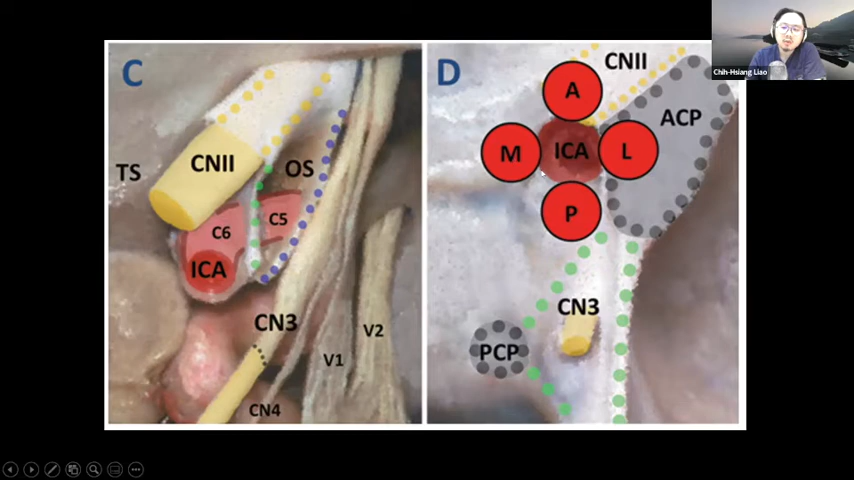 C
CNII
TS
OS
C6
C5
ICA
CN3
V2
V1
CN4
D
CNII
A
ACP
M
ICA
L
P
CN3
PCP
Chih-Hsiang Liao